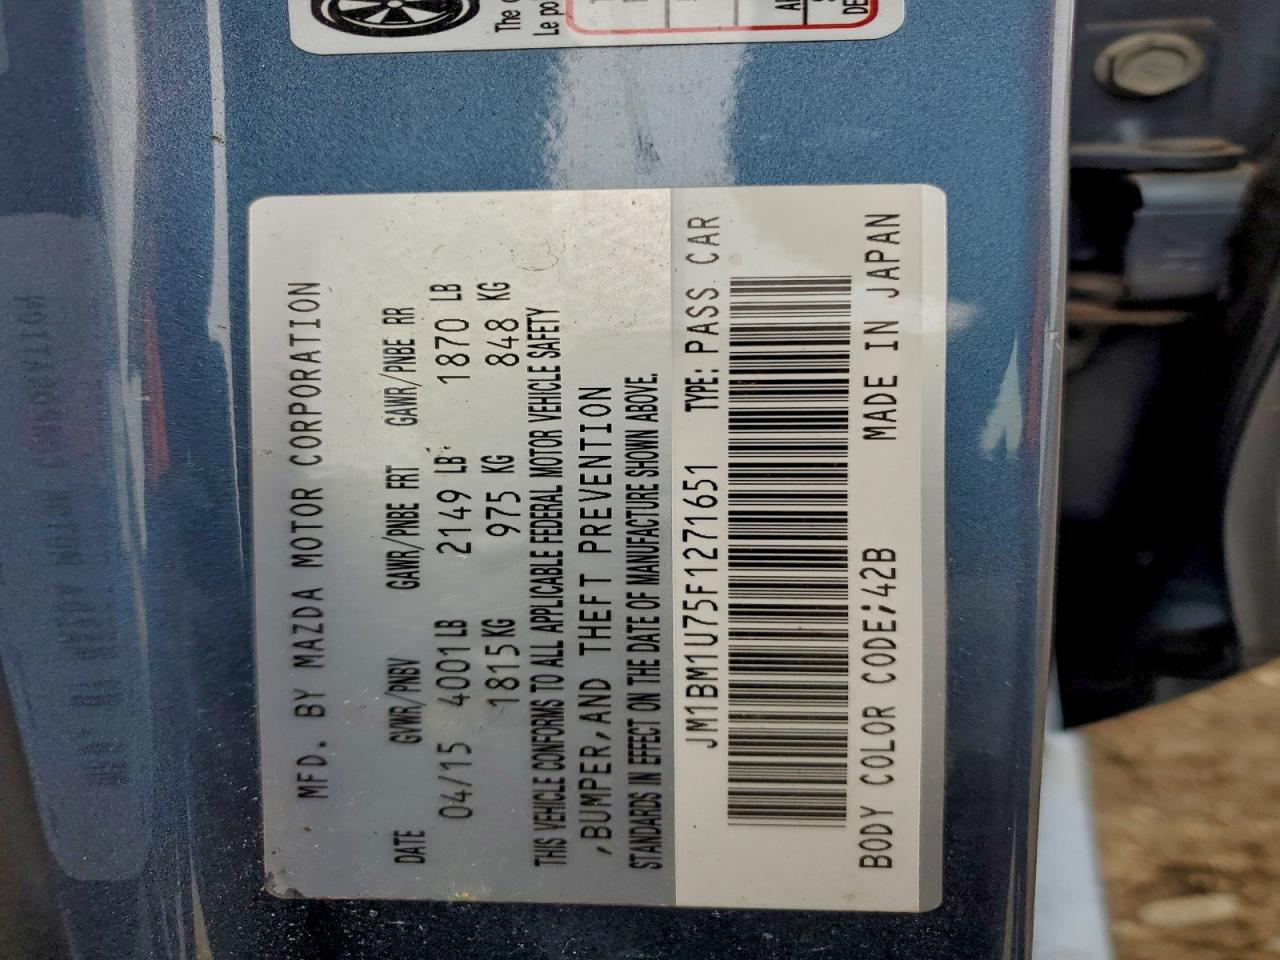 The
Le po
MFD. BY MAZDA MOTOR CORPORATION
DATE GVWR/PNBV GAWR/PNBE FRT GAWR/PNBE RR
04/15 4001LB 2149 LB 1870 LB
1815KG 975 KG 848 KG
THIS VEHICLE CONFORMS TO ALL APPLICABLE FEDERAL MOTOR VEHICLE SAFETY
,BUMPER,AND THEFT PREVENTION
STANDARDS IN EFFECT ON THE DATE OF MANUFACTURE SHOWN ABOVE.
JM1BM1U75F1271651 TYPE: PASS. CAR
BODY COLOR CODE;42B MADE IN JAPAN